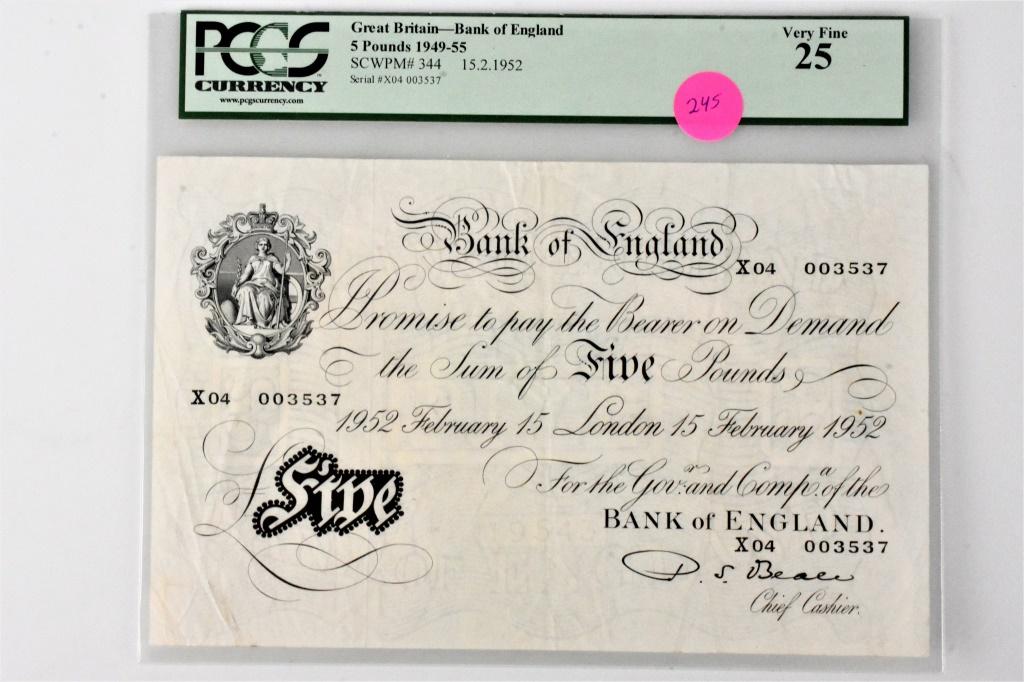 PCGS
CURRENCY
www.pcgscurrency.com
Great Britain—Bank of England
5 Pounds 1949-55
SCWPM# 344 15.2.1952
Serial #X04 003537
Very Fine
25
245
Bank of England
X04 003537
I Promise to pay the Bearer on Demand
the Sum of Five Pounds
X04 003537
1952 February 15 London 15 February 1952
For the Govr. and Compa. of the
£Five
BANK of ENGLAND.
X04 003537
P. S. Beale
Chief Cashier.